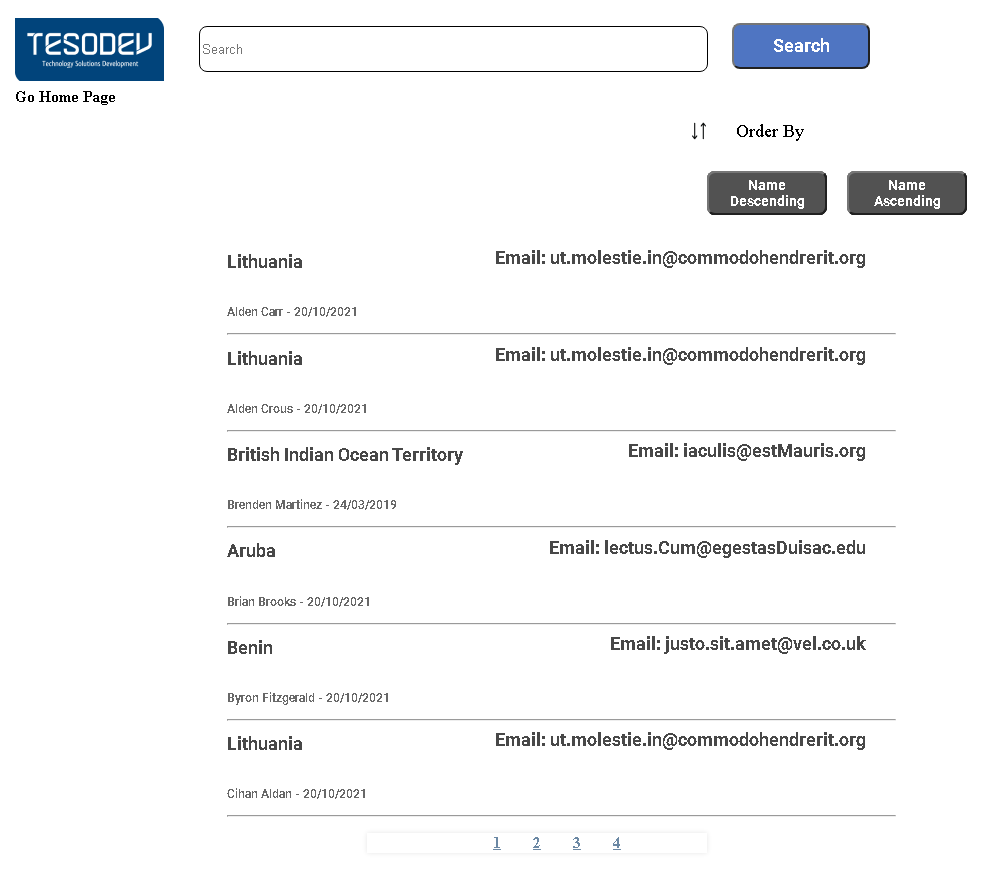 TESODEV
Technology Solutions Development
Search
Search
Go Home Page
Order By
Name
Descending
Name
Ascending
Lithuania
Email: ut.molestie.in@commodohendrerit.org
Alden Carr - 20/10/2021
Lithuania
Email: ut.molestie.in@commodohendrerit.org
Alden Crous - 20/10/2021
British Indian Ocean Territory
Email: iaculis@estMauris.org
Brenden Martinez - 24/03/2019
Aruba
Email: lectus.Cum@egestasDuisac.edu
Brian Brooks - 20/10/2021
Benin
Email: justo.sit.amet@vel.co.uk
Byron Fitzgerald - 20/10/2021
Lithuania
Email: ut.molestie.in@commodohendrerit.org
Cihan Aldan - 20/10/2021
1 2 3 4